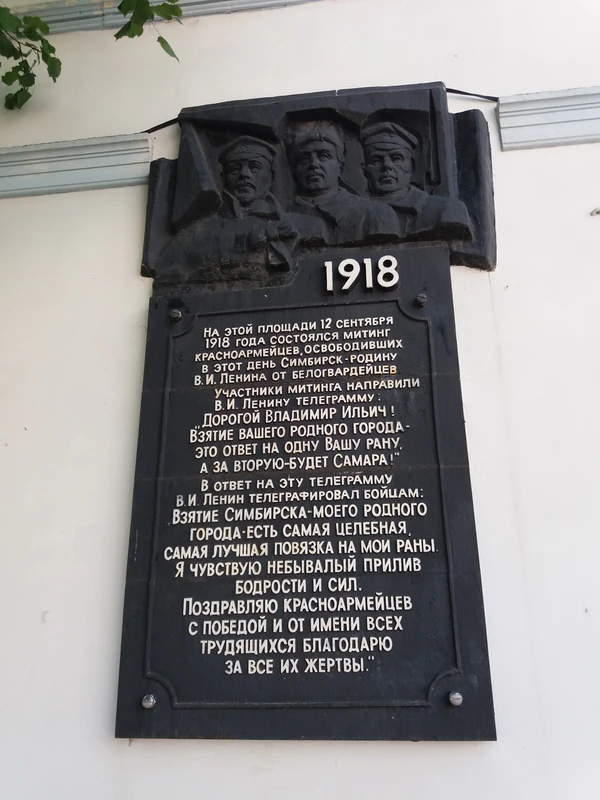 1918
На этой площади 12 сентября
1918 года состоялся митинг
красноармейцев, освободивших
в этот день Симбирск-родину
В.И. Ленина от белогвардейцев
Участники митинга направили
В.И. Ленину телеграмму:
„Дорогой Владимир Ильич!
Взятие вашего родного города-
это ответ на одну Вашу рану,
а за вторую-будет Самара!"
В ответ на эту телеграмму
В.И. Ленин телеграфировал бойцам:
„Взятие Симбирска-моего родного
города-есть самая целебная,
самая лучшая повязка на мои раны.
Я чувствую небывалый прилив
бодрости и сил.
Поздравляю красноармейцев
с победой и от имени всех
трудящихся благодарю
за все их жертвы."